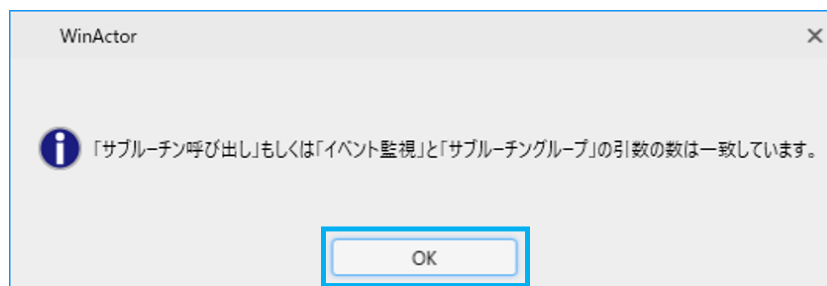 WinActor
「サブルーチン呼び出し」もしくは「イベント監視」と「サブルーチングループ」の引数の数は一致しています。
OK